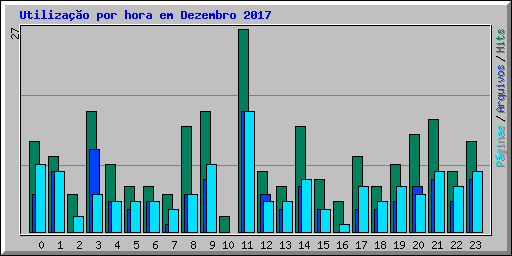 Utilização por hora em Dezembro 2017
27
Páginas / Arquivos / Hits
0 1 2 3 4 5 6 7 8 9 10 11 12 13 14 15 16 17 18 19 20 21 22 23